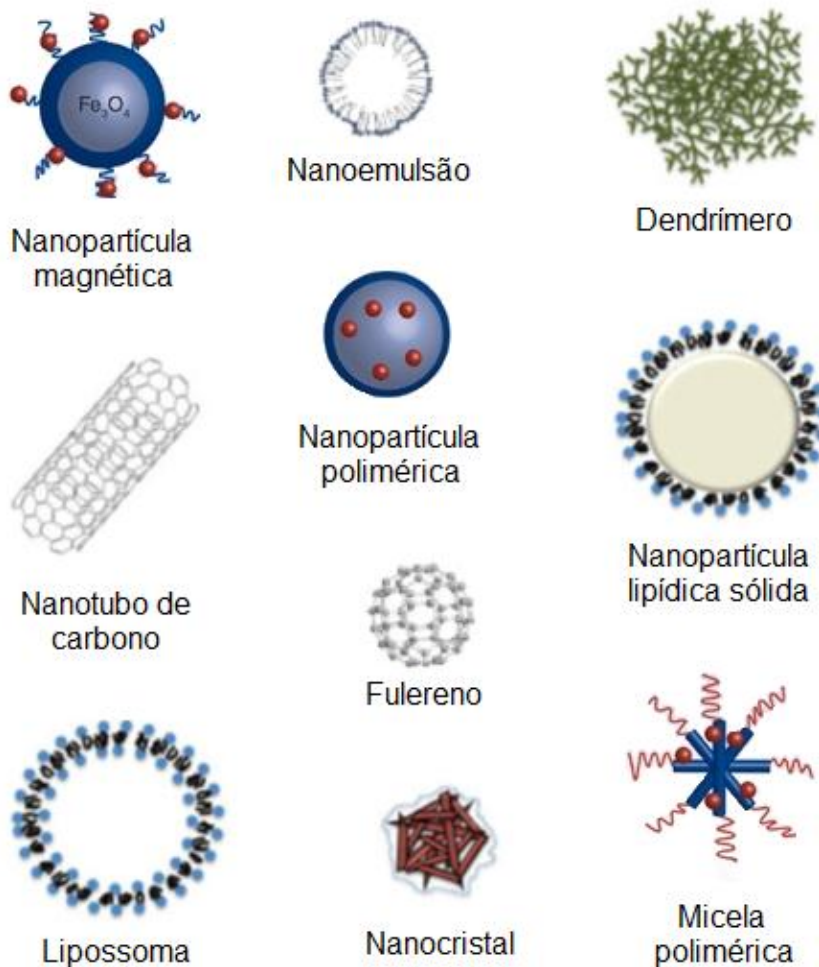 Fe₃O₄
Nanopartícula
magnética
Nanoemulsão
Dendrímero
Nanopartícula
polimérica
Nanotubo de
carbono
Nanopartícula
lipídica sólida
Fulereno
Lipossoma
Nanocristal
Micela
polimérica